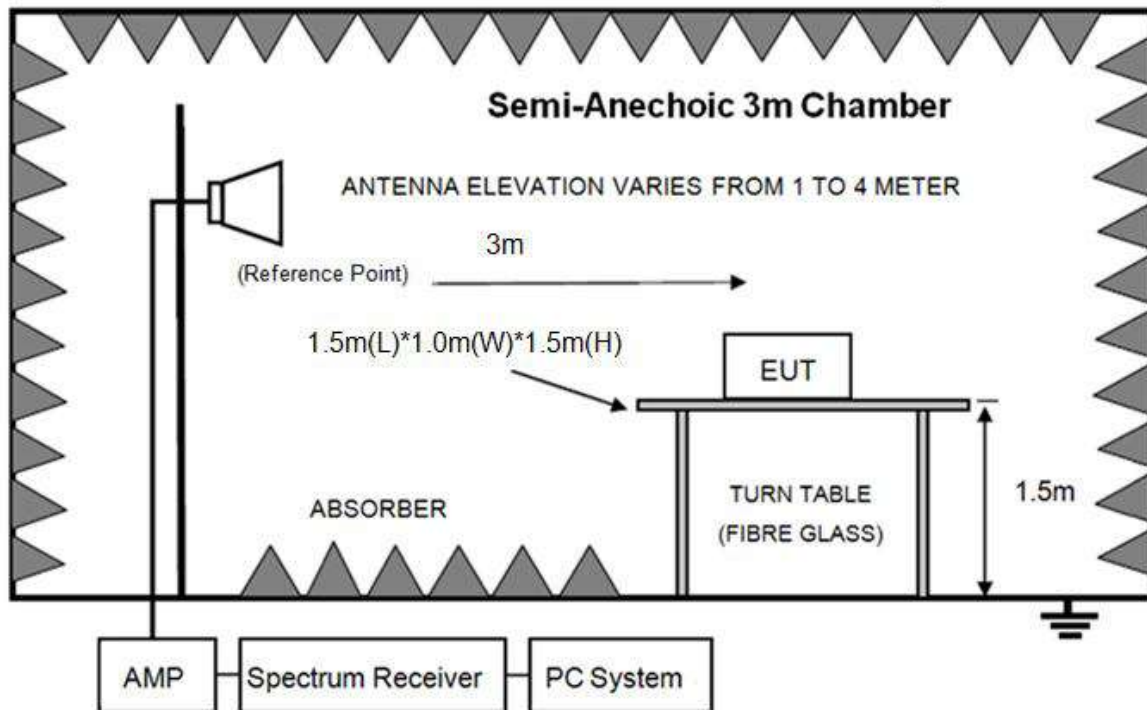 Semi-Anechoic 3m Chamber
ANTENNA ELEVATION VARIES FROM 1 TO 4 METER
3m
(Reference Point)
1.5m(L)*1.0m(W)*1.5m(H)
EUT
TURN TABLE
(FIBRE GLASS)
1.5m
ABSORBER
AMP
Spectrum Receiver
PC System